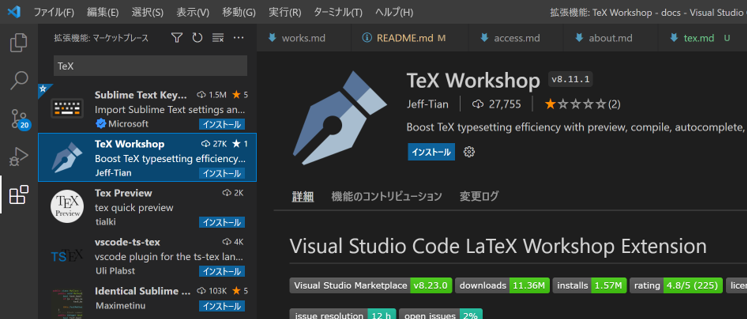 ファイル(F) 編集(E) 選択(S) 表示(V) 移動(G) 実行(R) ターミナル(T) ヘルプ(H) 拡張機能: TeX Workshop - docs - Visual Studio
拡張機能: マーケットプレース
works.md README.md M access.md about.md tex.md U
TeX
Sublime Text Key... 1.5M 5
Import Sublime Text settings an...
Microsoft インストール
TeX Workshop 27K 1
Boost TeX typesetting efficiency...
Jeff-Tian インストール
Tex Preview 2K
tex quick preview
tialki インストール
TEX
Preview
vscode-ts-tex 4K
vscode plugin for the ts-tex lan...
Uli Plabst インストール
TSTEX
Identical Sublime ... 103K 5
Maximetinu インストール
20
TeX Workshop v8.11.1
Jeff-Tian 27,755 (2)
Boost TeX typesetting efficiency with preview, compile, autocomplete,
インストール
詳細 機能のコントリビューション 変更ログ
Visual Studio Code LaTeX Workshop Extension
Visual Studio Marketplace v8.23.0 downloads 11.36M installs 1.57M rating 4.8/5 (225)
issue resolution 12 h open issues 2%